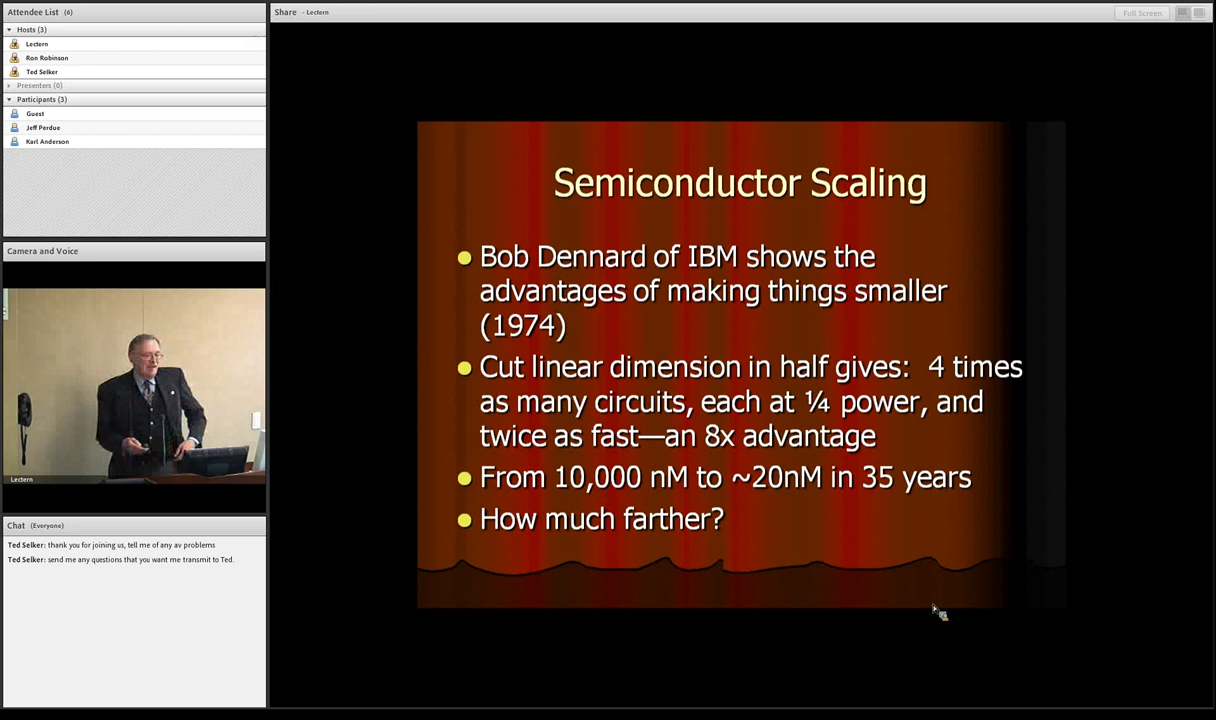 Attendee List (6)
Hosts (3)
Lectern
Ron Robinson
Ted Selker
Presenters (0)
Participants (3)
Guest
Jeff Perdue
Karl Anderson
Camera and Voice
Lectern
Chat (Everyone)
Ted Selker: thank you for joining us, tell me of any av problems
Ted Selker: send me any questions that you want me transmit to Ted.
Share - Lectern
Full Screen
Semiconductor Scaling
Bob Dennard of IBM shows the
advantages of making things smaller
(1974)
Cut linear dimension in half gives: 4 times
as many circuits, each at ¼ power, and
twice as fast—an 8x advantage
From 10,000 nM to ~20nM in 35 years
How much farther?